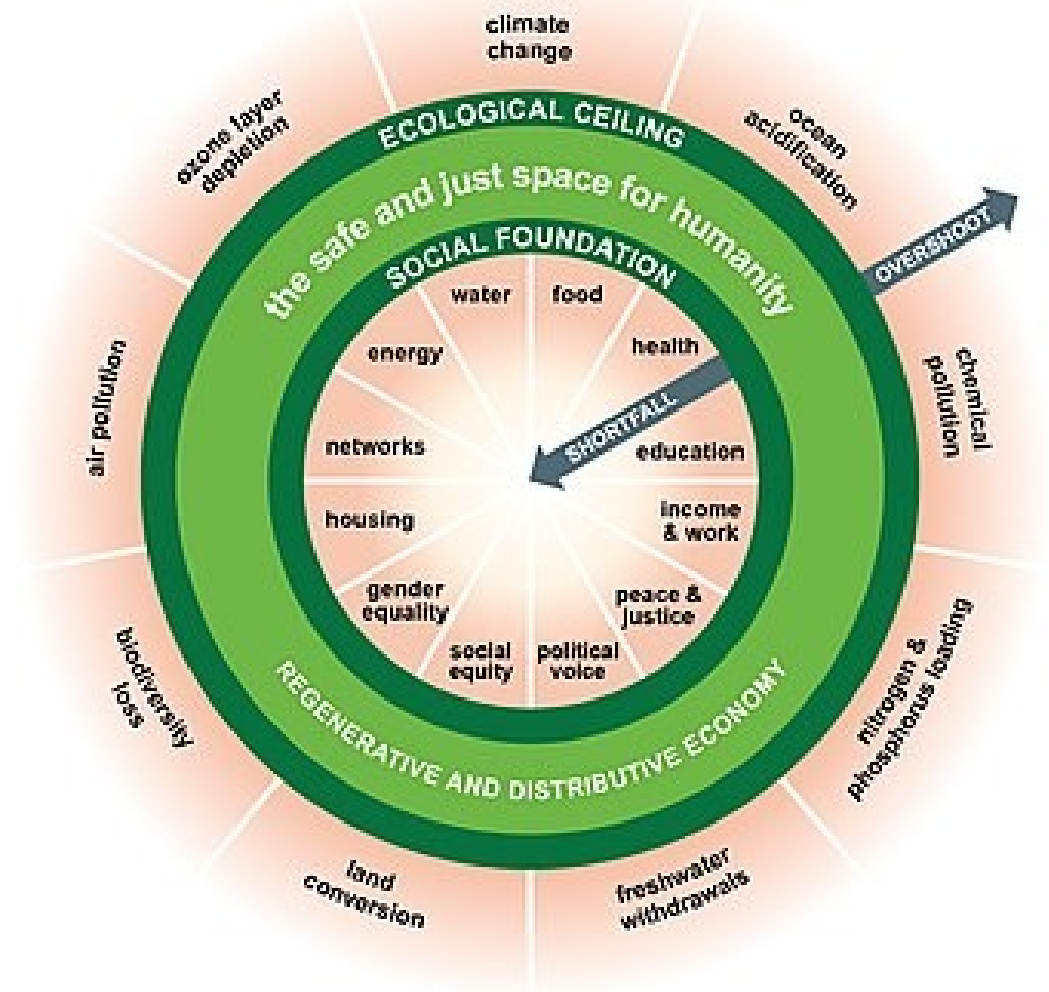 climate
change
ozone layer
depletion
ocean
acidification
ECOLOGICAL CEILING
the safe and just space for humanity
SOCIAL FOUNDATION
OVERSHOOT
water
food
energy
health
SHORTFALL
air pollution
chemical
pollution
networks
education
housing
income
& work
gender
equality
peace &
justice
social
equity
political
voice
biodiversity
loss
nitrogen &
phosphorus loading
REGENERATIVE AND DISTRIBUTIVE ECONOMY
land
conversion
freshwater
withdrawals